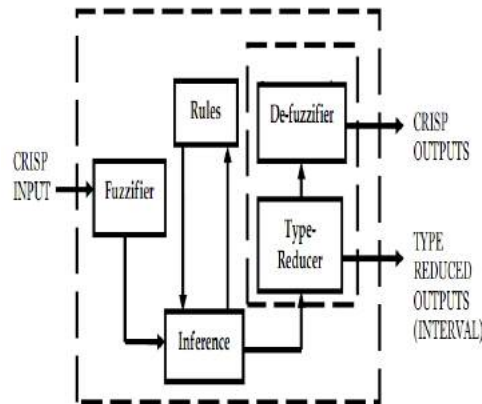 CRISP
INPUT
Fuzzifier
Rules
Inference
De-fuzzifier
Type-
Reducer
CRISP
OUTPUTS
TYPE
REDUCED
OUTPUTS
(INTERVAL)